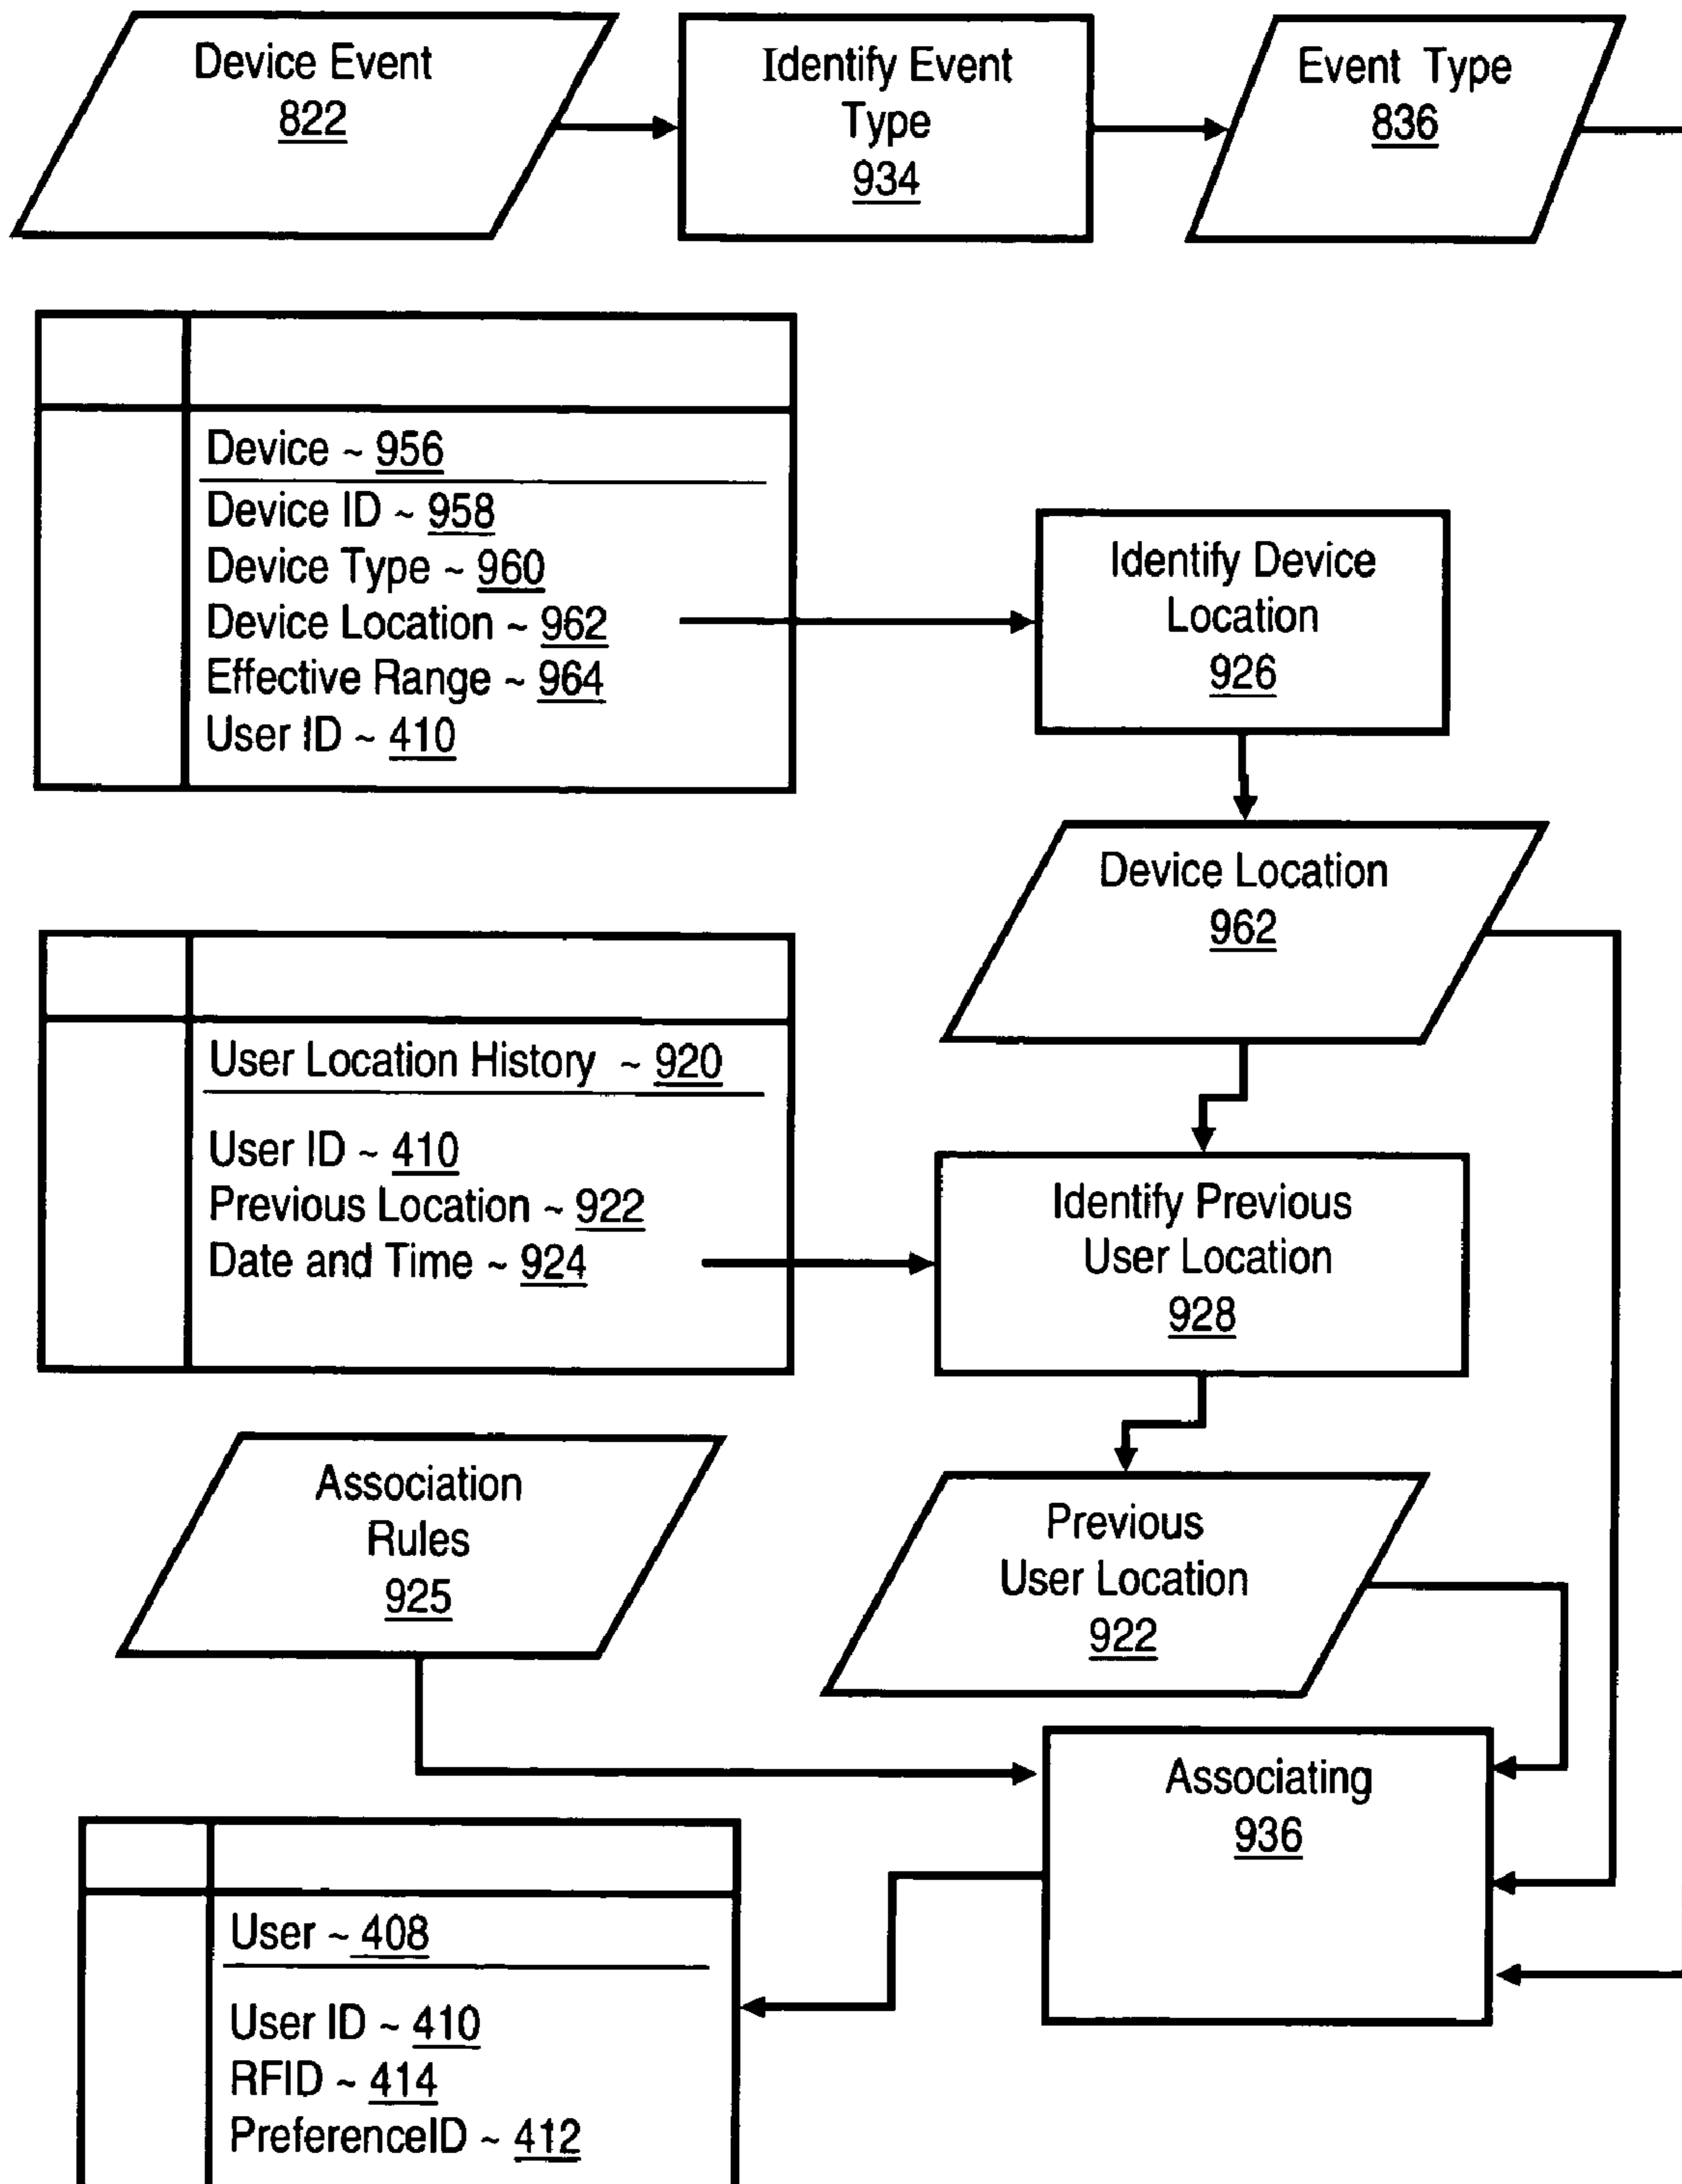 Device Event
822
Identify Event
Type
934
Event Type
836
Device ~ 956
Device ID ~ 958
Device Type ~ 960
Device Location ~ 962
Effective Range ~ 964
User ID ~ 410
Identify Device
Location
926
Device Location
962
User Location History ~ 920
User ID ~ 410
Previous Location ~ 922
Date and Time ~ 924
Identify Previous
User Location
928
Association
Rules
925
Previous
User Location
922
Associating
936
User ~ 408
User ID ~ 410
RFID ~ 414
PreferenceID ~ 412